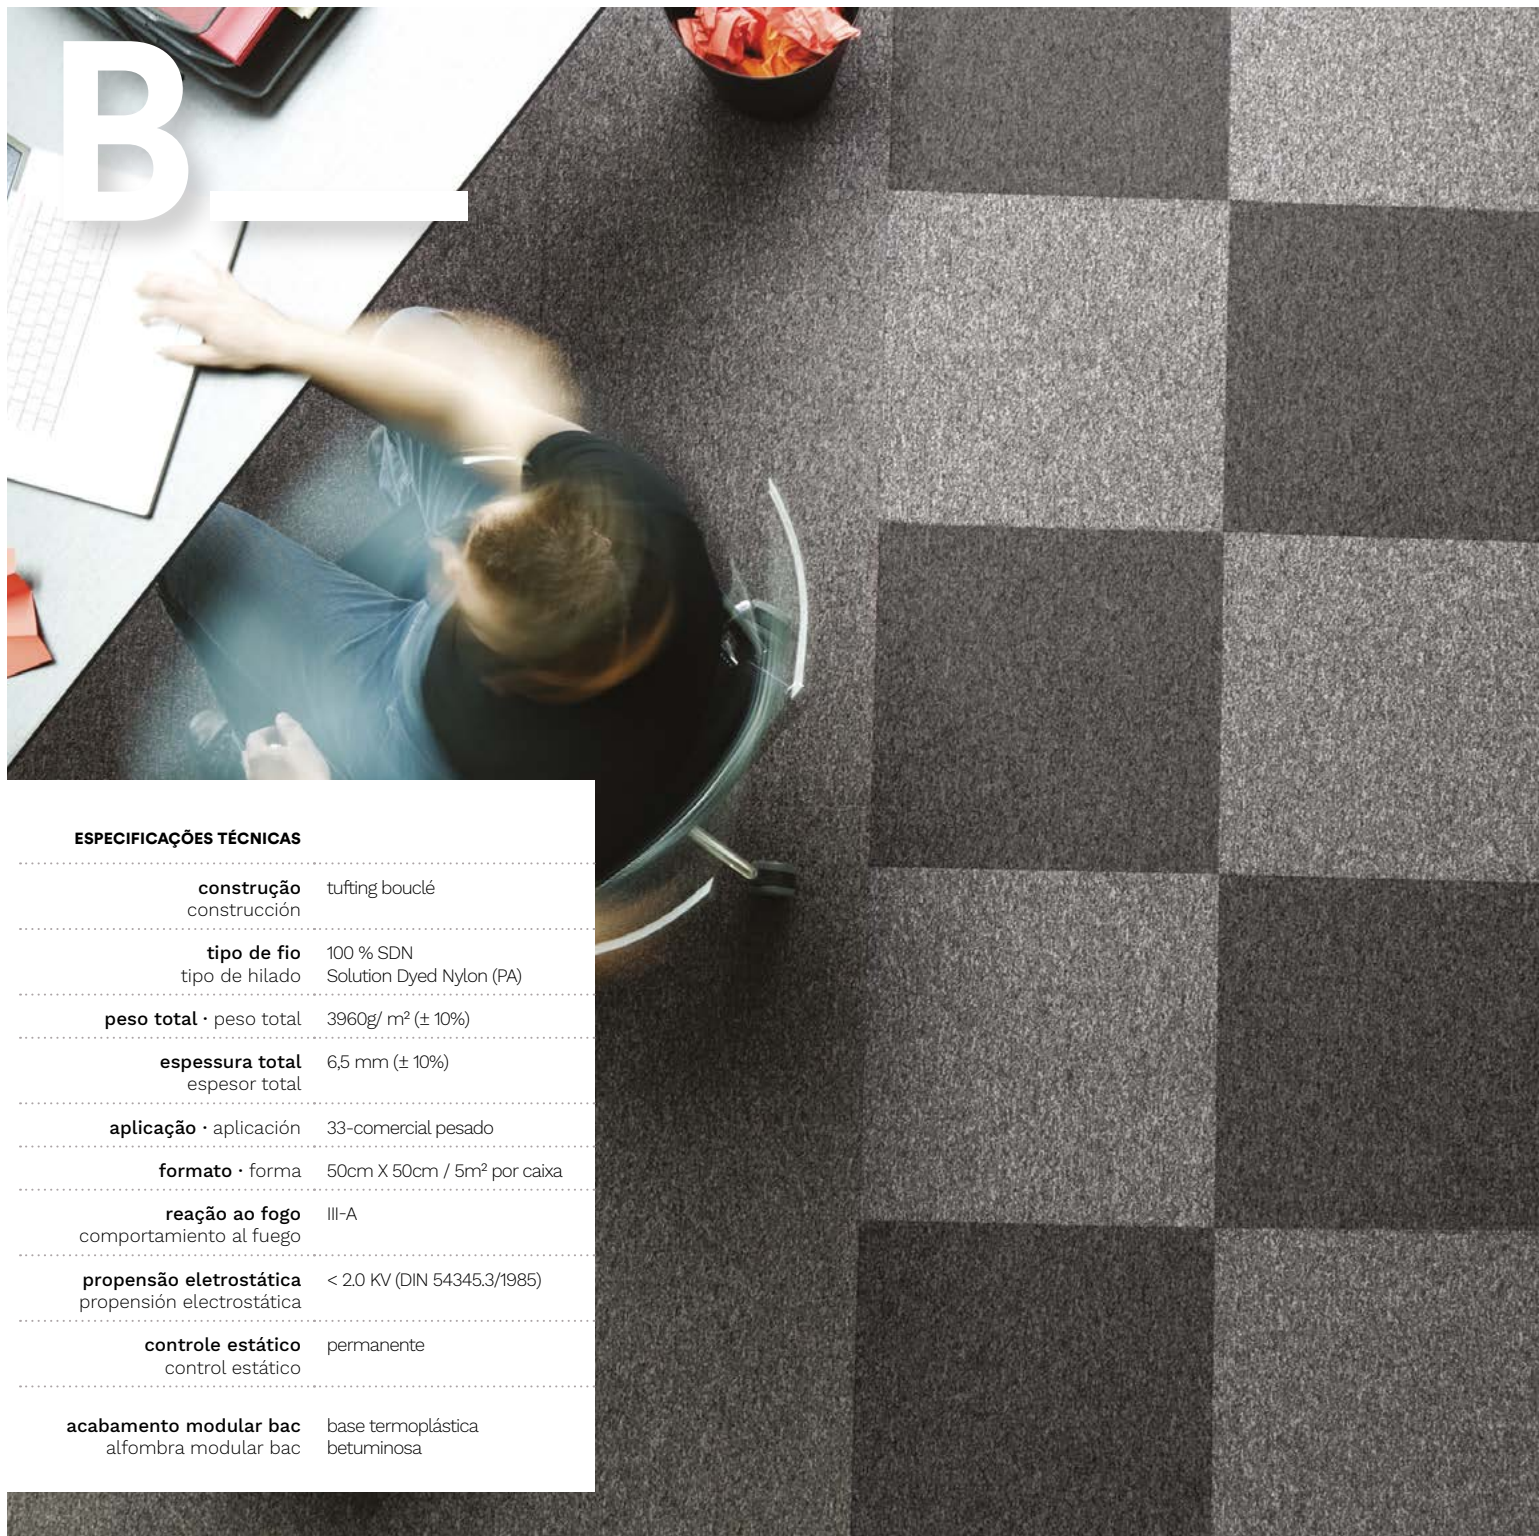 B_
ESPECIFICAÇÕES TÉCNICAS
construção tufting bouclé
construcción
tipo de fio 100 % SDN
tipo de hilado Solution Dyed Nylon (PA)
peso total · peso total 3960g/ m² (± 10%)
espessura total 6,5 mm (± 10%)
espesor total
aplicação · aplicación 33-comercial pesado
formato · forma 50cm X 50cm / 5m² por caixa
reação ao fogo III-A
comportamiento al fuego
propensão eletrostática < 2.0 KV (DIN 54345.3/1985)
propensión electrostática
controle estático permanente
control estático
acabamento modular bac base termoplástica
alfombra modular bac betuminosa